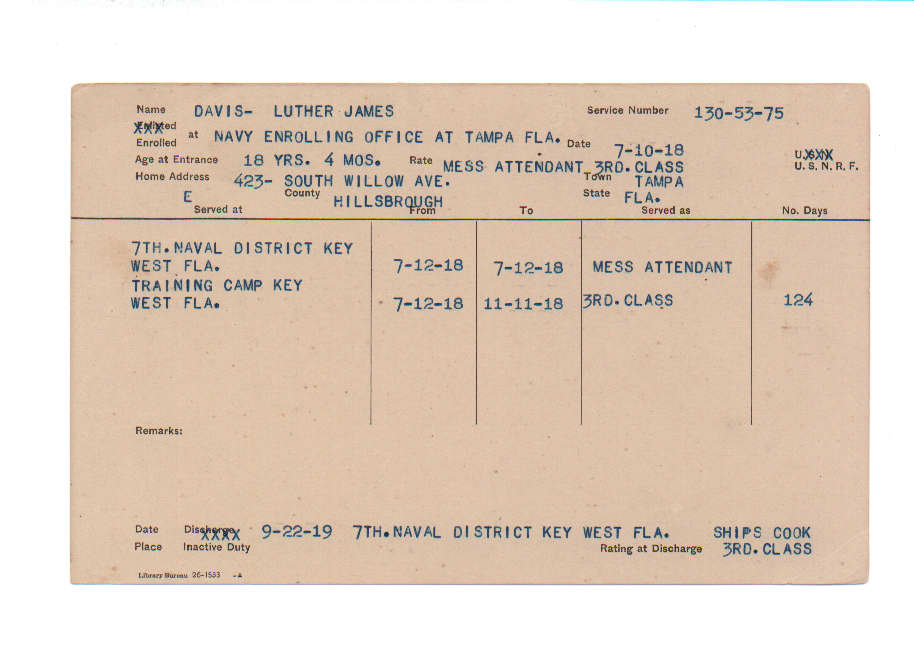 Name DAVIS- LUTHER JAMES Service Number 130-53-75
Enlisted
Enrolled at NAVY ENROLLING OFFICE AT TAMPA FLA. Date 7-10-18
Age at Entrance 18 YRS. 4 MOS. Rate MESS ATTENDANT 3RD. CLASS U.S.N.R.F.
Home Address 423- SOUTH WILLOW AVE. Town TAMPA
E County HILLSBROUGH State FLA.
Served at From To Served as No. Days
7TH. NAVAL DISTRICT KEY
WEST FLA. 7-12-18 7-12-18 MESS ATTENDANT
TRAINING CAMP KEY
WEST FLA. 7-12-18 11-11-18 3RD. CLASS 124
Remarks:
Date Discharge 9-22-19 7TH. NAVAL DISTRICT KEY WEST FLA. SHIPS COOK
Place Inactive Duty Rating at Discharge 3RD. CLASS
Library Bureau 26-1553 -A